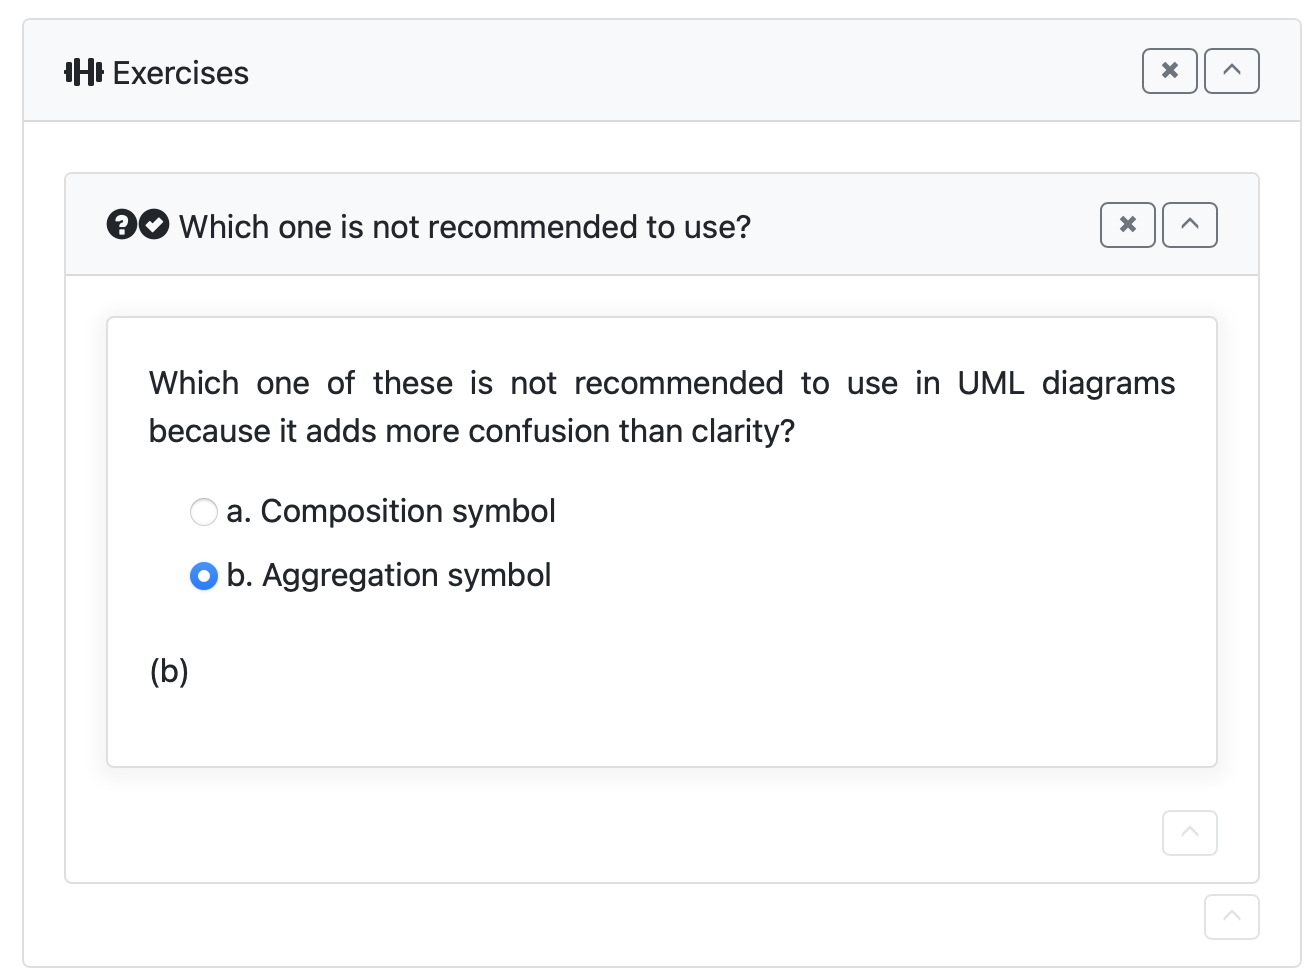 Exercises
Which one is not recommended to use?
Which one of these is not recommended to use in UML diagrams
because it adds more confusion than clarity?
a. Composition symbol
b. Aggregation symbol
(b)